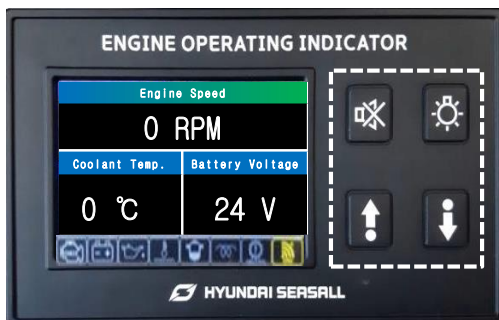 ENGINE OPERATING INDICATOR
Engine Speed
0 RPM
Coolant Temp. Battery Voltage
0 ℃ 24 V
HYUNDAI SEASALL